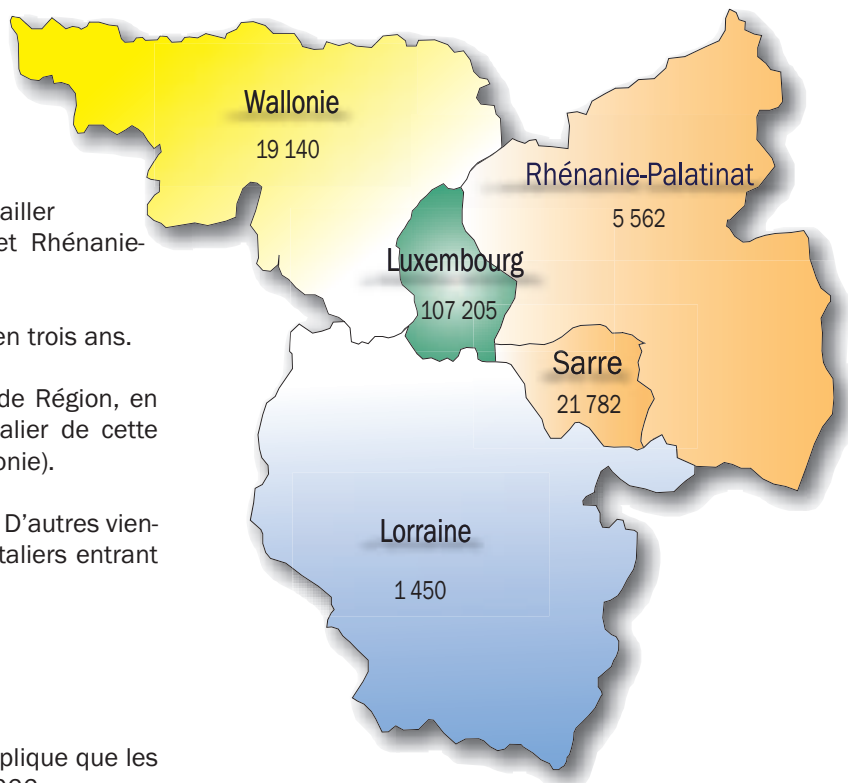 ailler
et Rhénanie-
en trois ans.
de Région, en
alier de cette
onie).
D'autres vien-
taliers entrant
plique que les
Wallonie
19 140
Rhénanie-Palatinat
5 562
Luxembourg
107 205
Sarre
21 782
Lorraine
1 450